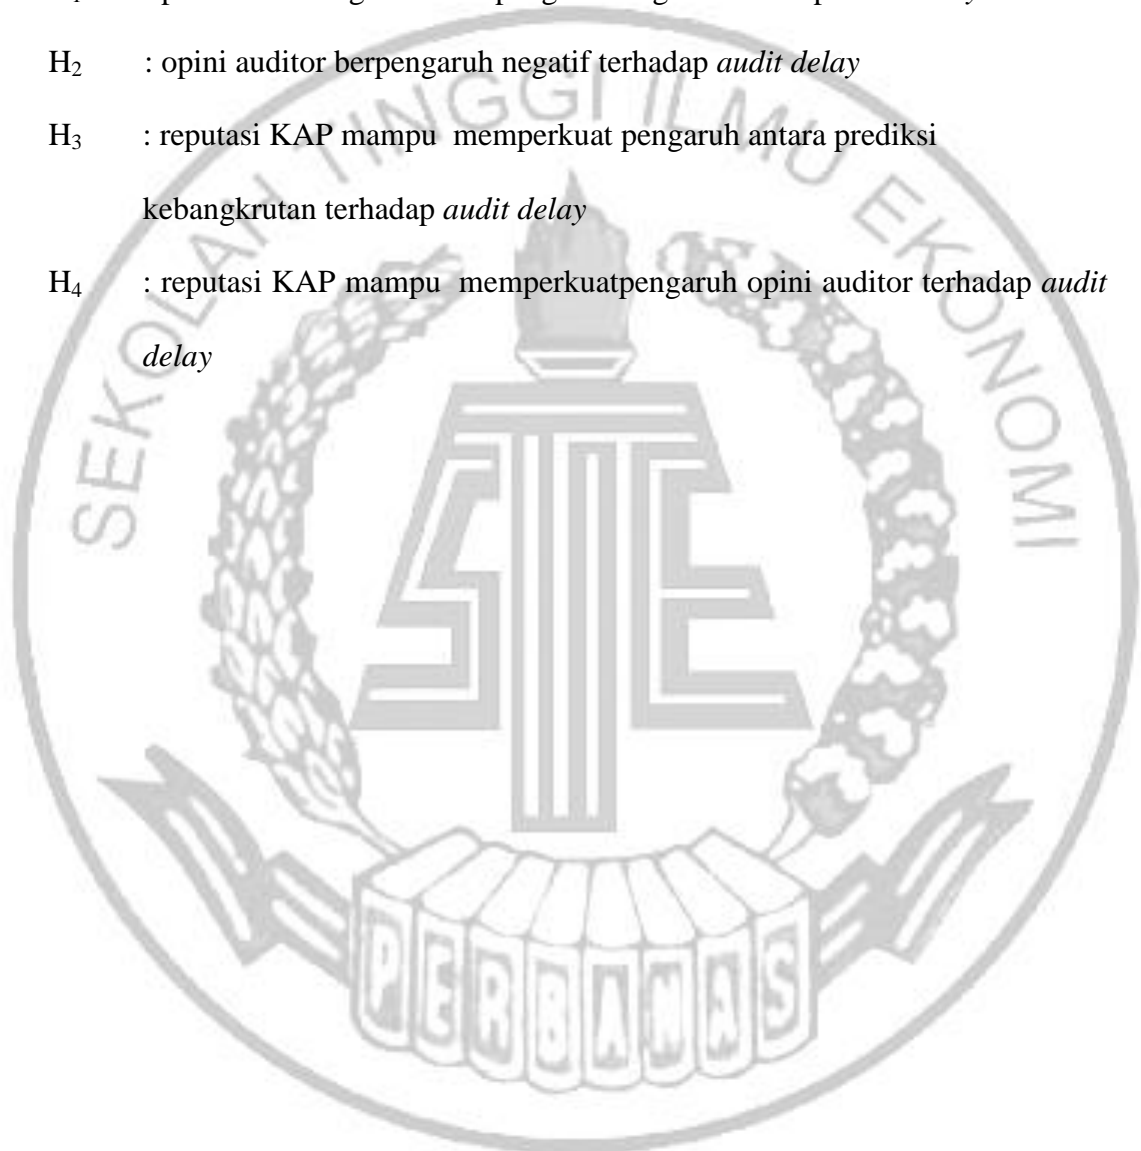 H2 : opini auditor berpengaruh negatif terhadap audit delay
H3 : reputasi KAP mampu memperkuat pengaruh antara prediksi
kebangkrutan terhadap audit delay
H4 : reputasi KAP mampu memperkuatpengaruh opini auditor terhadap audit
delay
SEKOLAH TINGGI ILMU EKONOMI
STIE
PERBANAS